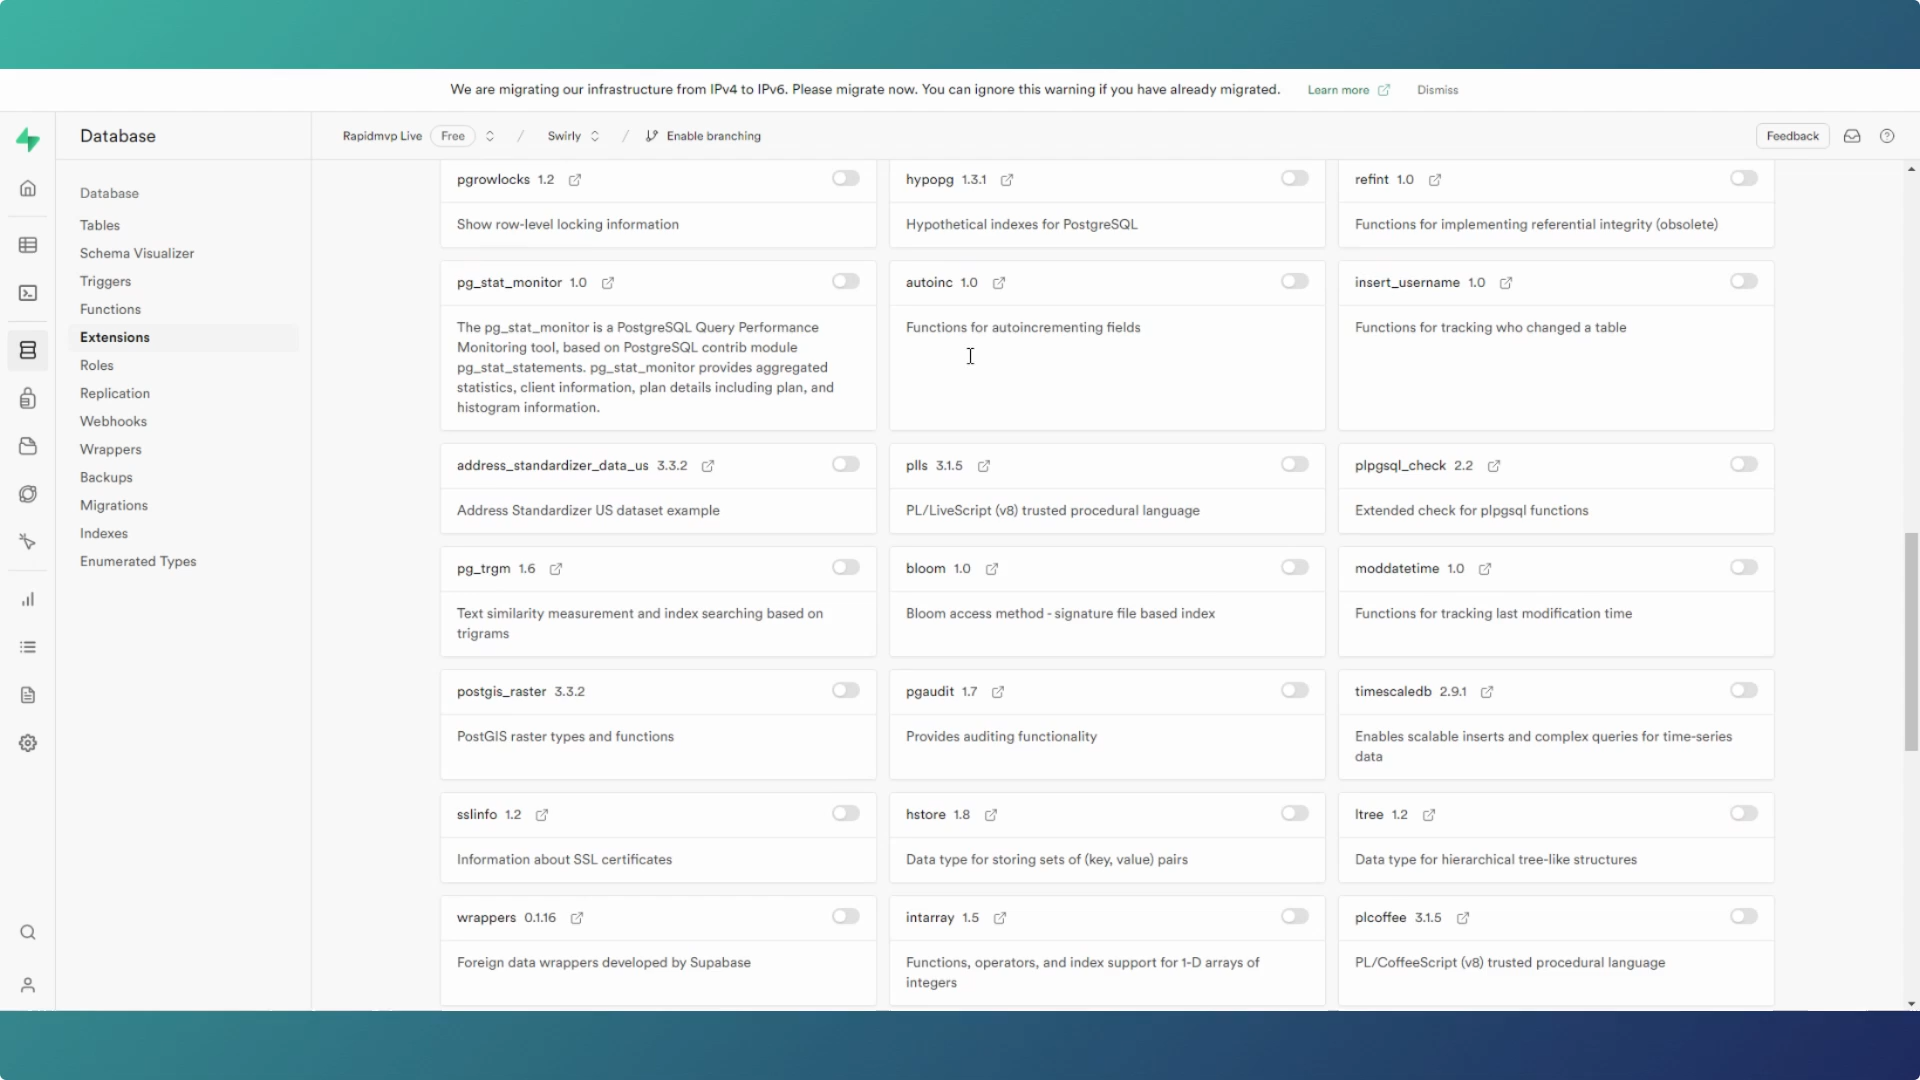 We are migrating our infrastructure from IPv4 to IPv6. Please migrate now. You can ignore this warning if you have already migrated. Learn more Dismiss
Database
Rapidmvp Live Free / Swirly / Enable branching
Feedback
Database
Tables
Schema Visualizer
Triggers
Functions
Extensions
Roles
Replication
Webhooks
Wrappers
Backups
Migrations
Indexes
Enumerated Types
pgrowlocks 1.2
Show row-level locking information
hypopg 1.3.1
Hypothetical indexes for PostgreSQL
refint 1.0
Functions for implementing referential integrity (obsolete)
pg_stat_monitor 1.0
The pg_stat_monitor is a PostgreSQL Query Performance
Monitoring tool, based on PostgreSQL contrib module
pg_stat_statements. pg_stat_monitor provides aggregated
statistics, client information, plan details including plan, and
histogram information.
autoinc 1.0
Functions for autoincrementing fields
insert_username 1.0
Functions for tracking who changed a table
address_standardizer_data_us 3.3.2
Address Standardizer US dataset example
plls 3.1.5
PL/LiveScript (v8) trusted procedural language
plpgsql_check 2.2
Extended check for plpgsql functions
pg_trgm 1.6
Text similarity measurement and index searching based on
trigrams
bloom 1.0
Bloom access method - signature file based index
moddatetime 1.0
Functions for tracking last modification time
postgis_raster 3.3.2
PostGIS raster types and functions
pgaudit 1.7
Provides auditing functionality
timescaledb 2.9.1
Enables scalable inserts and complex queries for time-series
data
sslinfo 1.2
Information about SSL certificates
hstore 1.8
Data type for storing sets of (key, value) pairs
ltree 1.2
Data type for hierarchical tree-like structures
wrappers 0.1.16
Foreign data wrappers developed by Supabase
intarray 1.5
Functions, operators, and index support for 1-D arrays of
integers
plcoffee 3.1.5
PL/CoffeeScript (v8) trusted procedural language